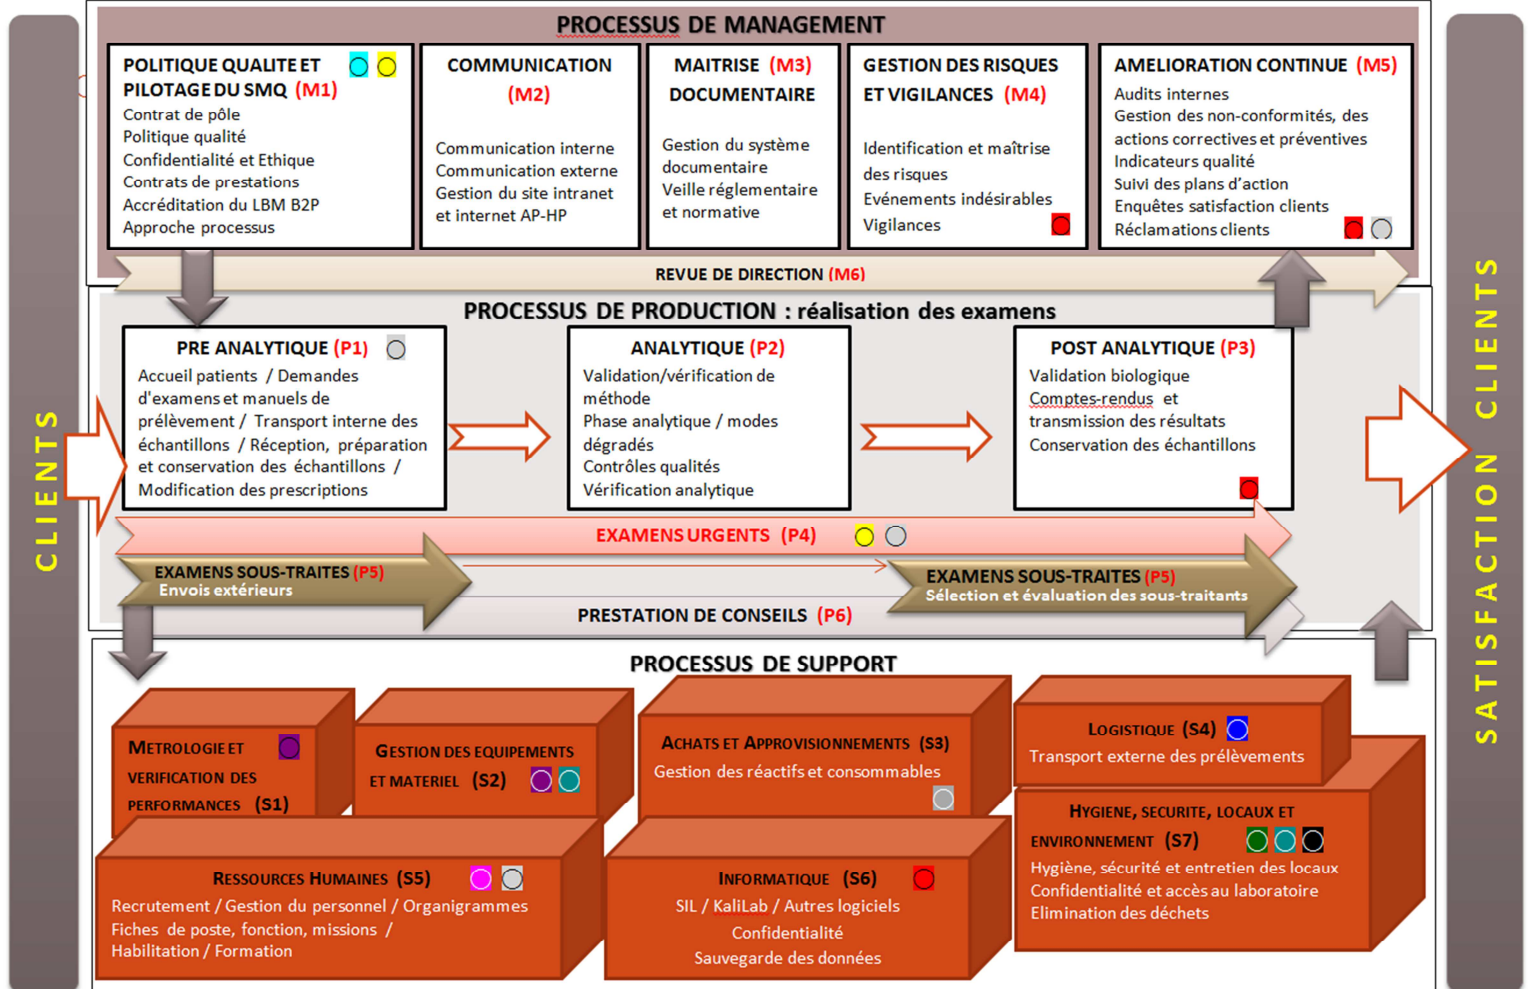 PROCESSUS DE MANAGEMENT
POLITIQUE QUALITE ET
PILOTAGE DU SMQ (M1)
Contrat de pôle
Politique qualité
Confidentialité et Ethique
Contrats de prestations
Accréditation du LBM B2P
Approche processus
COMMUNICATION
(M2)
Communication interne
Communication externe
Gestion du site intranet
et internet AP-HP
MAITRISE (M3)
DOCUMENTAIRE
Gestion du système
documentaire
Veille réglementaire
et normative
GESTION DES RISQUES
ET VIGILANCES (M4)
Identification et maîtrise
des risques
Evénements indésirables
Vigilances
AMELIORATION CONTINUE (M5)
Audits internes
Gestion des non-conformités, des
actions correctives et préventives
Indicateurs qualité
Suivi des plans d'action
Enquêtes satisfaction clients
Réclamations clients
REVUE DE DIRECTION (M6)
CLIENTS
PROCESSUS DE PRODUCTION : réalisation des examens
PRE ANALYTIQUE (P1)
Accueil patients / Demandes
d'examens et manuels de
prélèvement / Transport interne des
échantillons / Réception, préparation
et conservation des échantillons /
Modification des prescriptions
ANALYTIQUE (P2)
Validation/vérification de
méthode
Phase analytique / modes
dégradés
Contrôles qualités
Vérification analytique
POST ANALYTIQUE (P3)
Validation biologique
Comptes-rendus et
transmission des résultats
Conservation des échantillons
EXAMENS URGENTS (P4)
EXAMENS SOUS-TRAITES (P5)
Envois extérieurs
EXAMENS SOUS-TRAITES (P5)
Sélection et évaluation des sous-traitants
PRESTATION DE CONSEILS (P6)
SATISFACTION CLIENTS
PROCESSUS DE SUPPORT
METROLOGIE ET
VERIFICATION DES
PERFORMANCES (S1)
GESTION DES EQUIPEMENTS
ET MATERIEL (S2)
ACHATS ET APPROVISIONNEMENTS (S3)
Gestion des réactifs et consommables
LOGISTIQUE (S4)
Transport externe des prélèvements
RESSOURCES HUMAINES (S5)
Recrutement / Gestion du personnel / Organigrammes
Fiches de poste, fonction, missions /
Habilitation / Formation
INFORMATIQUE (S6)
SIL / KaliLab / Autres logiciels
Confidentialité
Sauvegarde des données
HYGIENE, SECURITE, LOCAUX ET
ENVIRONNEMENT (S7)
Hygiène, sécurité et entretien des locaux
Confidentialité et accès au laboratoire
Elimination des déchets